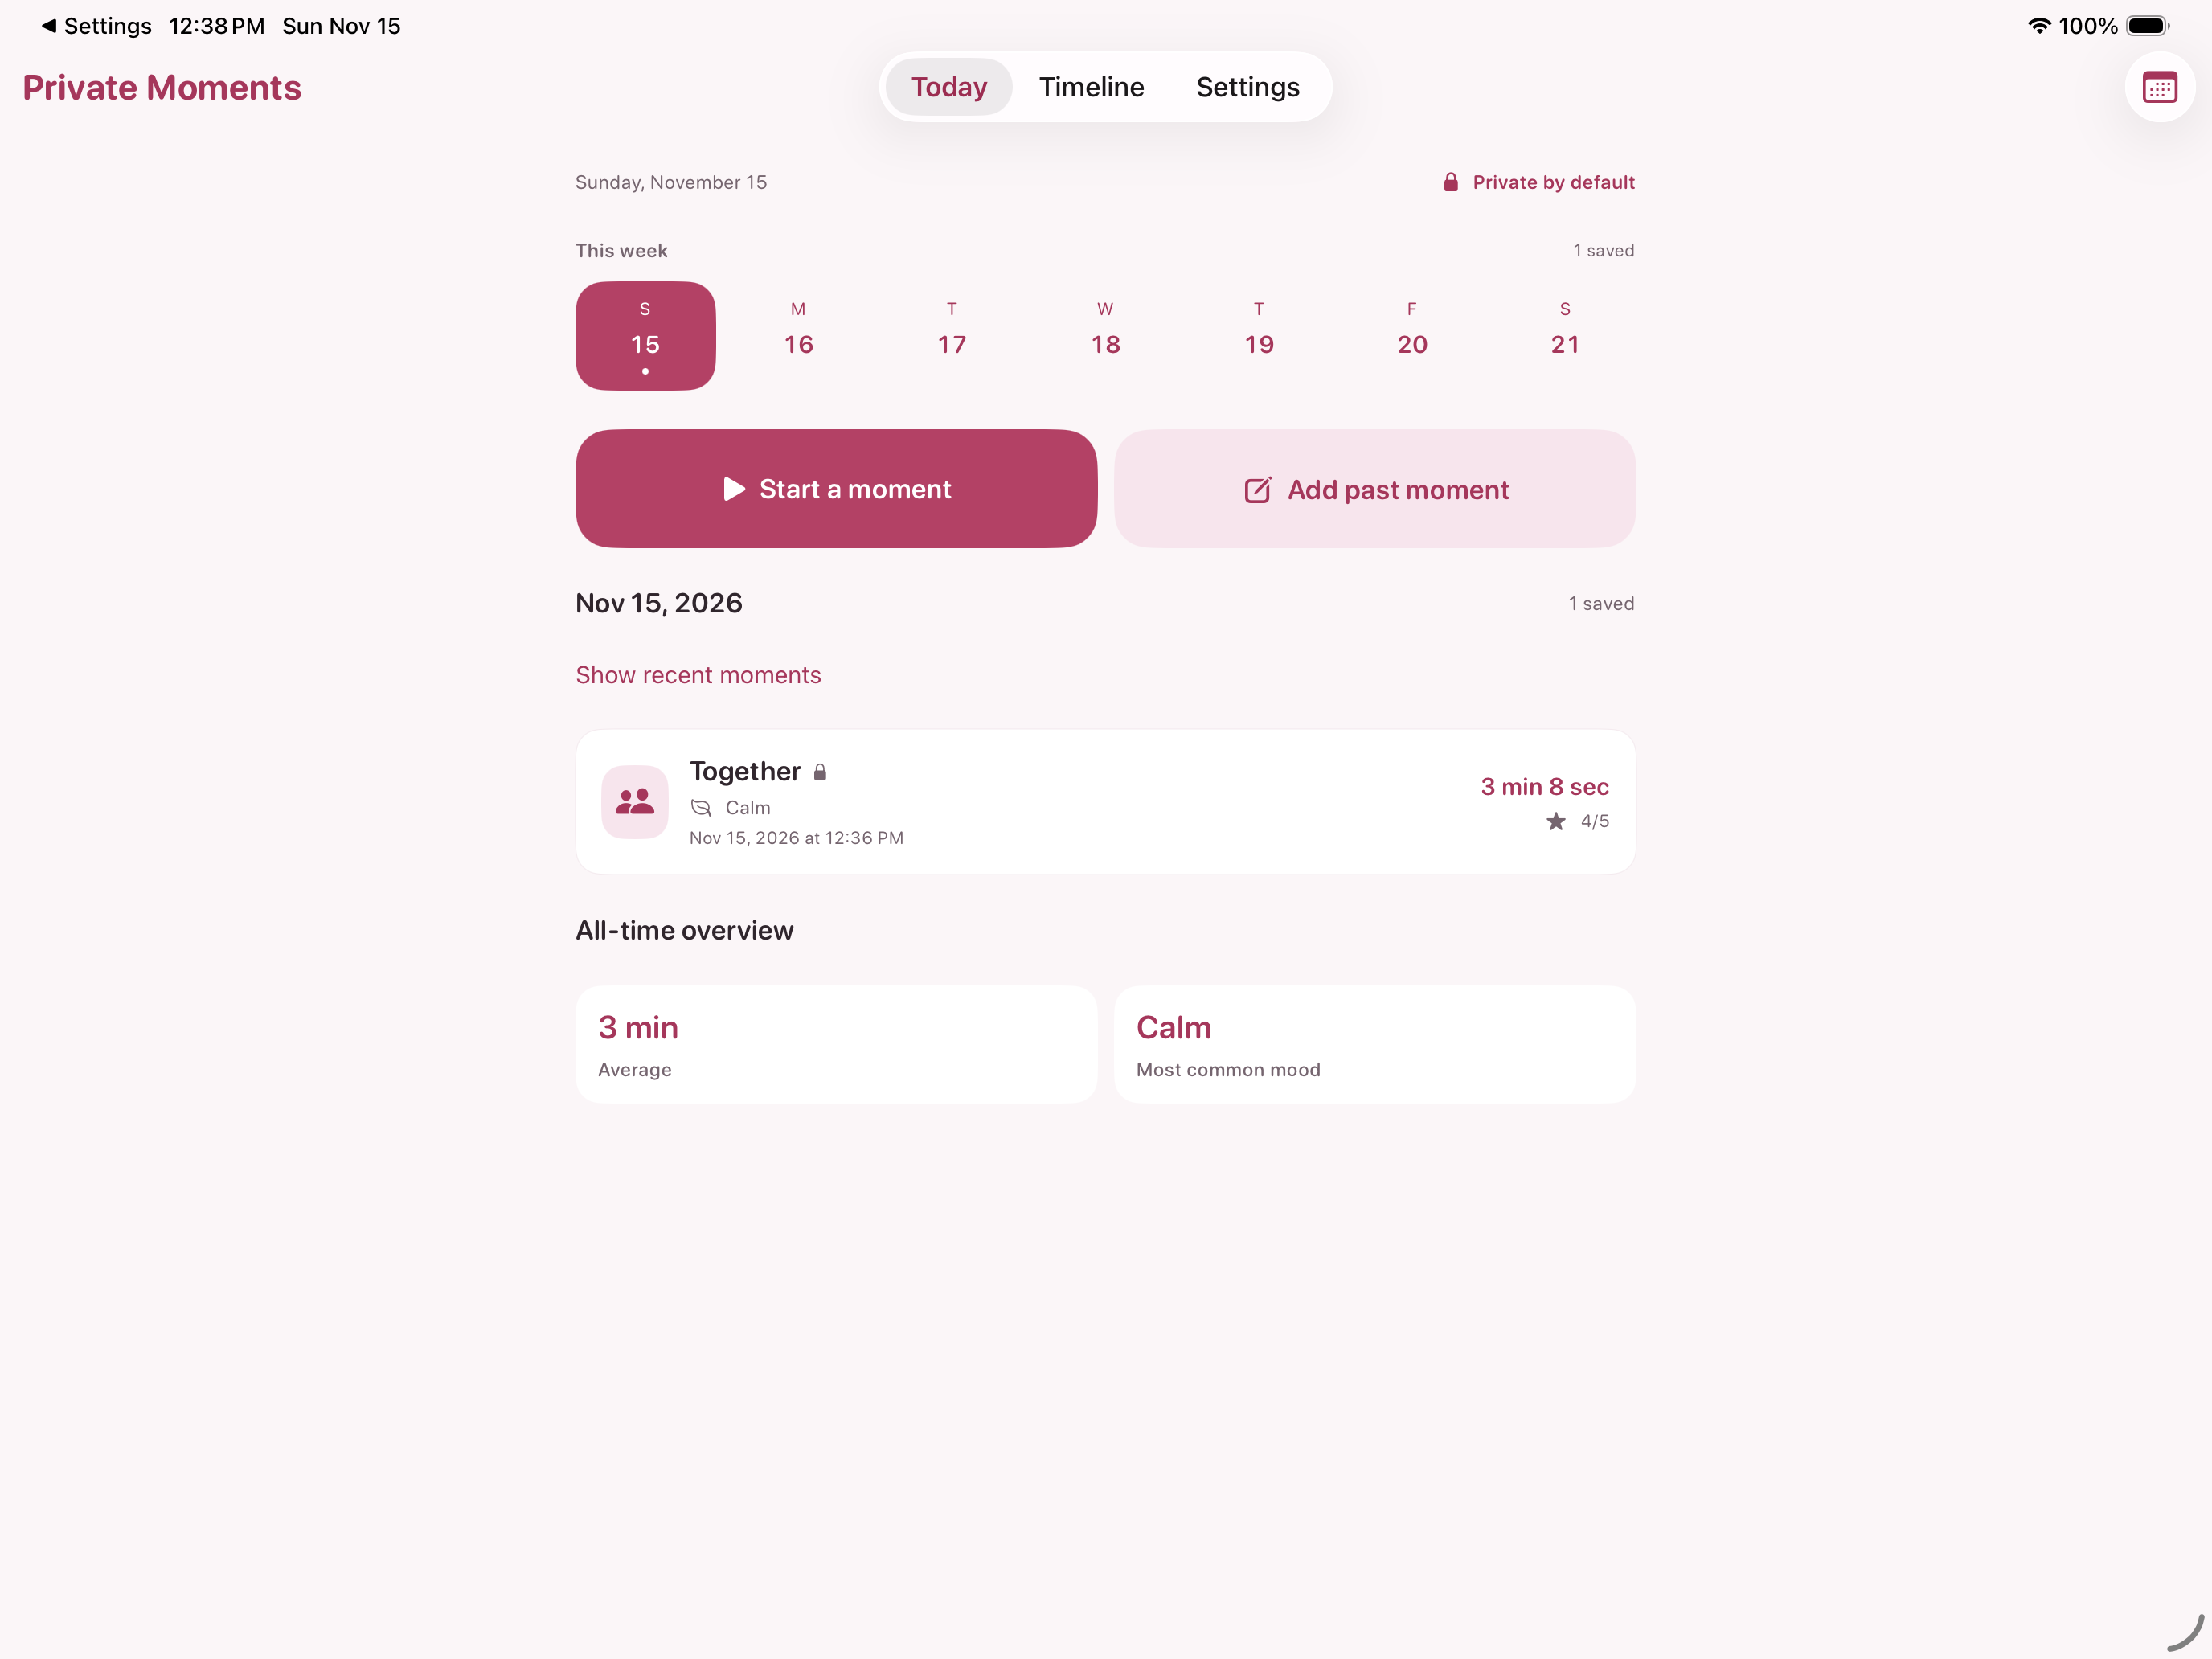 Settings 12:38 PM Sun Nov 15 100%
Private Moments
Today Timeline Settings
Sunday, November 15 Private by default
This week 1 saved
S M T W T F S
15 16 17 18 19 20 21
Start a moment Add past moment
Nov 15, 2026 1 saved
Show recent moments
Together
Calm
Nov 15, 2026 at 12:36 PM
3 min 8 sec
4/5
All-time overview
3 min
Average
Calm
Most common mood